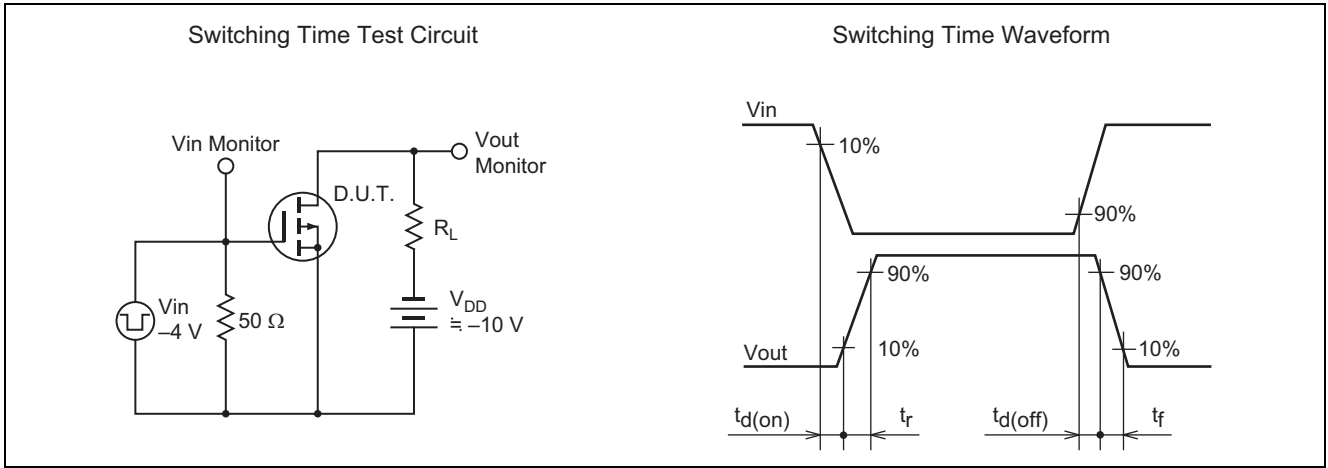 Switching Time Test Circuit
Vin Monitor
Vout
Monitor
D.U.T.
RL
Vin
–4 V
50 Ω
VDD
≒ –10 V
Switching Time Waveform
Vin
10%
90%
90%
90%
Vout
10%
10%
td(on)
tr
td(off)
tf